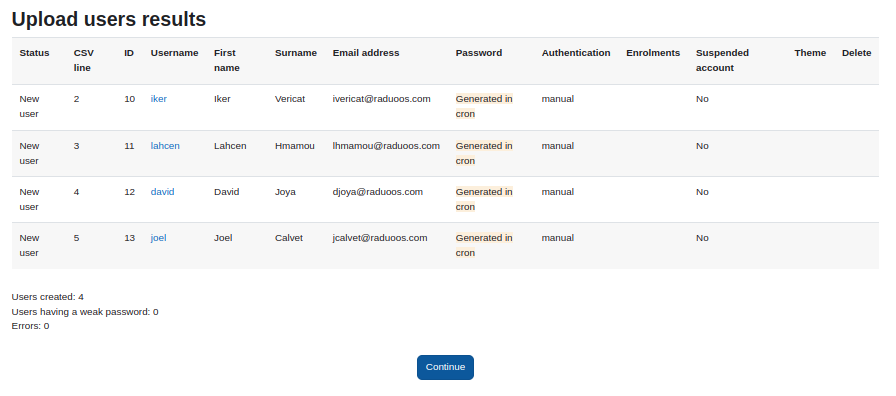 Upload users results
Status CSV line ID Username First name Surname Email address Password Authentication Enrolments Suspended account Theme Delete
New user 2 10 iker Iker Vericat ivericat@raduoos.com Generated in cron manual No
New user 3 11 lahcen Lahcen Hmamou lhmamou@raduoos.com Generated in cron manual No
New user 4 12 david David Joya djoya@raduoos.com Generated in cron manual No
New user 5 13 joel Joel Calvet jcalvet@raduoos.com Generated in cron manual No
Users created: 4
Users having a weak password: 0
Errors: 0
Continue